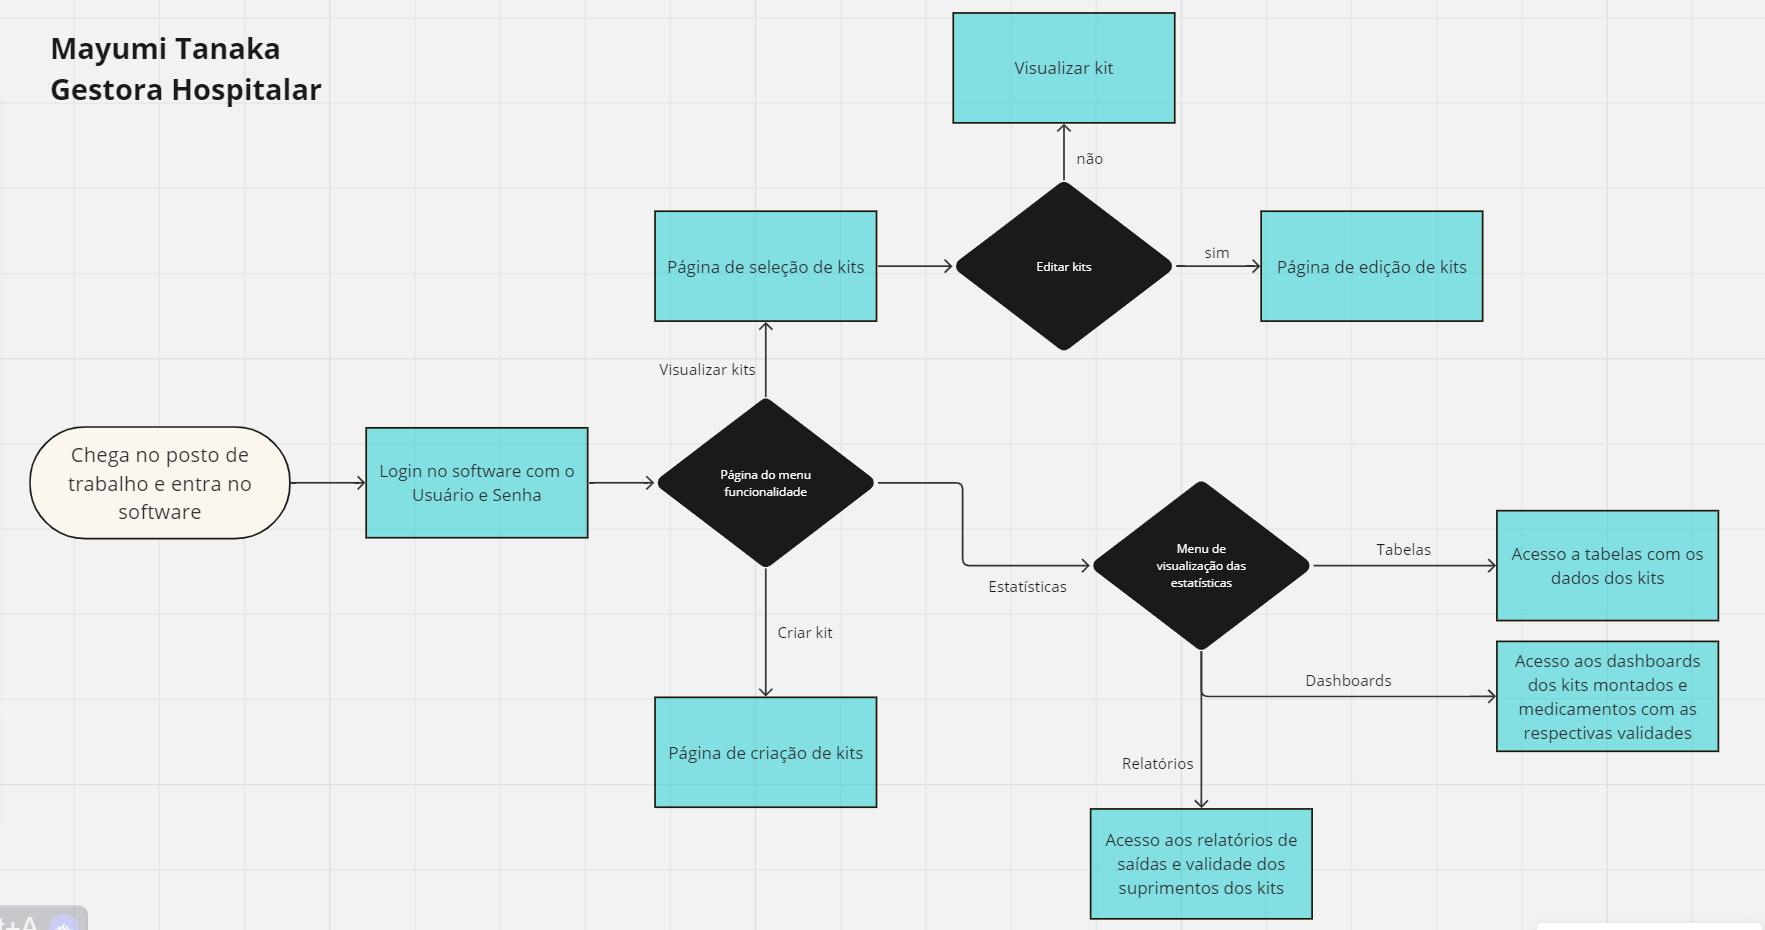 Mayumi Tanaka
Gestora Hospitalar
Visualizar kit
não
Página de seleção de kits
Editar kits
sim
Página de edição de kits
Visualizar kits
Chega no posto de
trabalho e entra no
software
Login no software com o
Usuário e Senha
Página do menu
funcionalidade
Estatísticas
Menu de
visualização das
estatísticas
Tabelas
Acesso a tabelas com os
dados dos kits
Criar kit
Dashboards
Acesso aos dashboards
dos kits montados e
medicamentos com as
respectivas validades
Página de criação de kits
Relatórios
Acesso aos relatórios de
saídas e validade dos
suprimentos dos kits